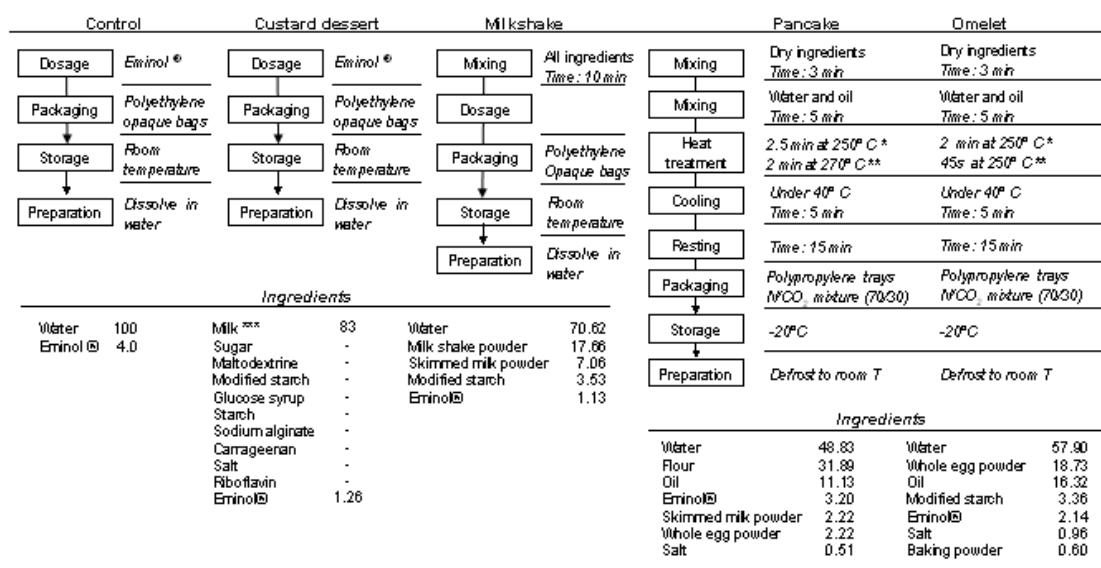 Control Custard dessert Milkshake Pancake Omelet
Dosage Eminol ®
Packaging Polyethylene opaque bags
Storage Room temperature
Preparation Dissolve in water
Dosage Eminol ®
Packaging Polyethylene opaque bags
Storage Room temperature
Preparation Dissolve in water
Mixing All ingredients
Time: 10 min
Dosage
Packaging Polyethylene Opaque bags
Storage Room temperature
Preparation Dissolve in water
Mixing Dry ingredients Dry ingredients
Time: 3 min Time: 3 min
Mixing Water and oil Water and oil
Time: 5 min Time: 5 min
Heat treatment 2.5 min at 250º C * 2 min at 250º C *
2 min at 270º C ** 45s at 250º C **
Cooling Under 40º C Under 40º C
Time: 5 min Time: 5 min
Resting Time: 15 min Time: 15 min
Packaging Polypropylene trays Polypropylene trays
N/CO2 mixture (70/30) N/CO2 mixture (70/30)
Storage -20ºC -20ºC
Preparation Defrost to room T Defrost to room T
Ingredients
Water 100
Eminol ® 4.0
Milk *** 83
Sugar -
Maltodextrine -
Modified starch -
Glucose syrup -
Starch -
Sodium alginate -
Carrageenan -
Salt -
Riboflavin -
Eminol® 1.26
Water 70.62
Milk shake powder 17.66
Skimmed milk powder 7.06
Modified starch 3.53
Eminol® 1.13
Ingredients
Water 48.83 Water 57.90
Flour 31.89 Whole egg powder 18.73
Oil 11.13 Oil 16.32
Eminol® 3.20 Modified starch 3.36
Skimmed milk powder 2.22 Eminol® 2.14
Whole egg powder 2.22 Salt 0.96
Salt 0.51 Baking powder 0.60